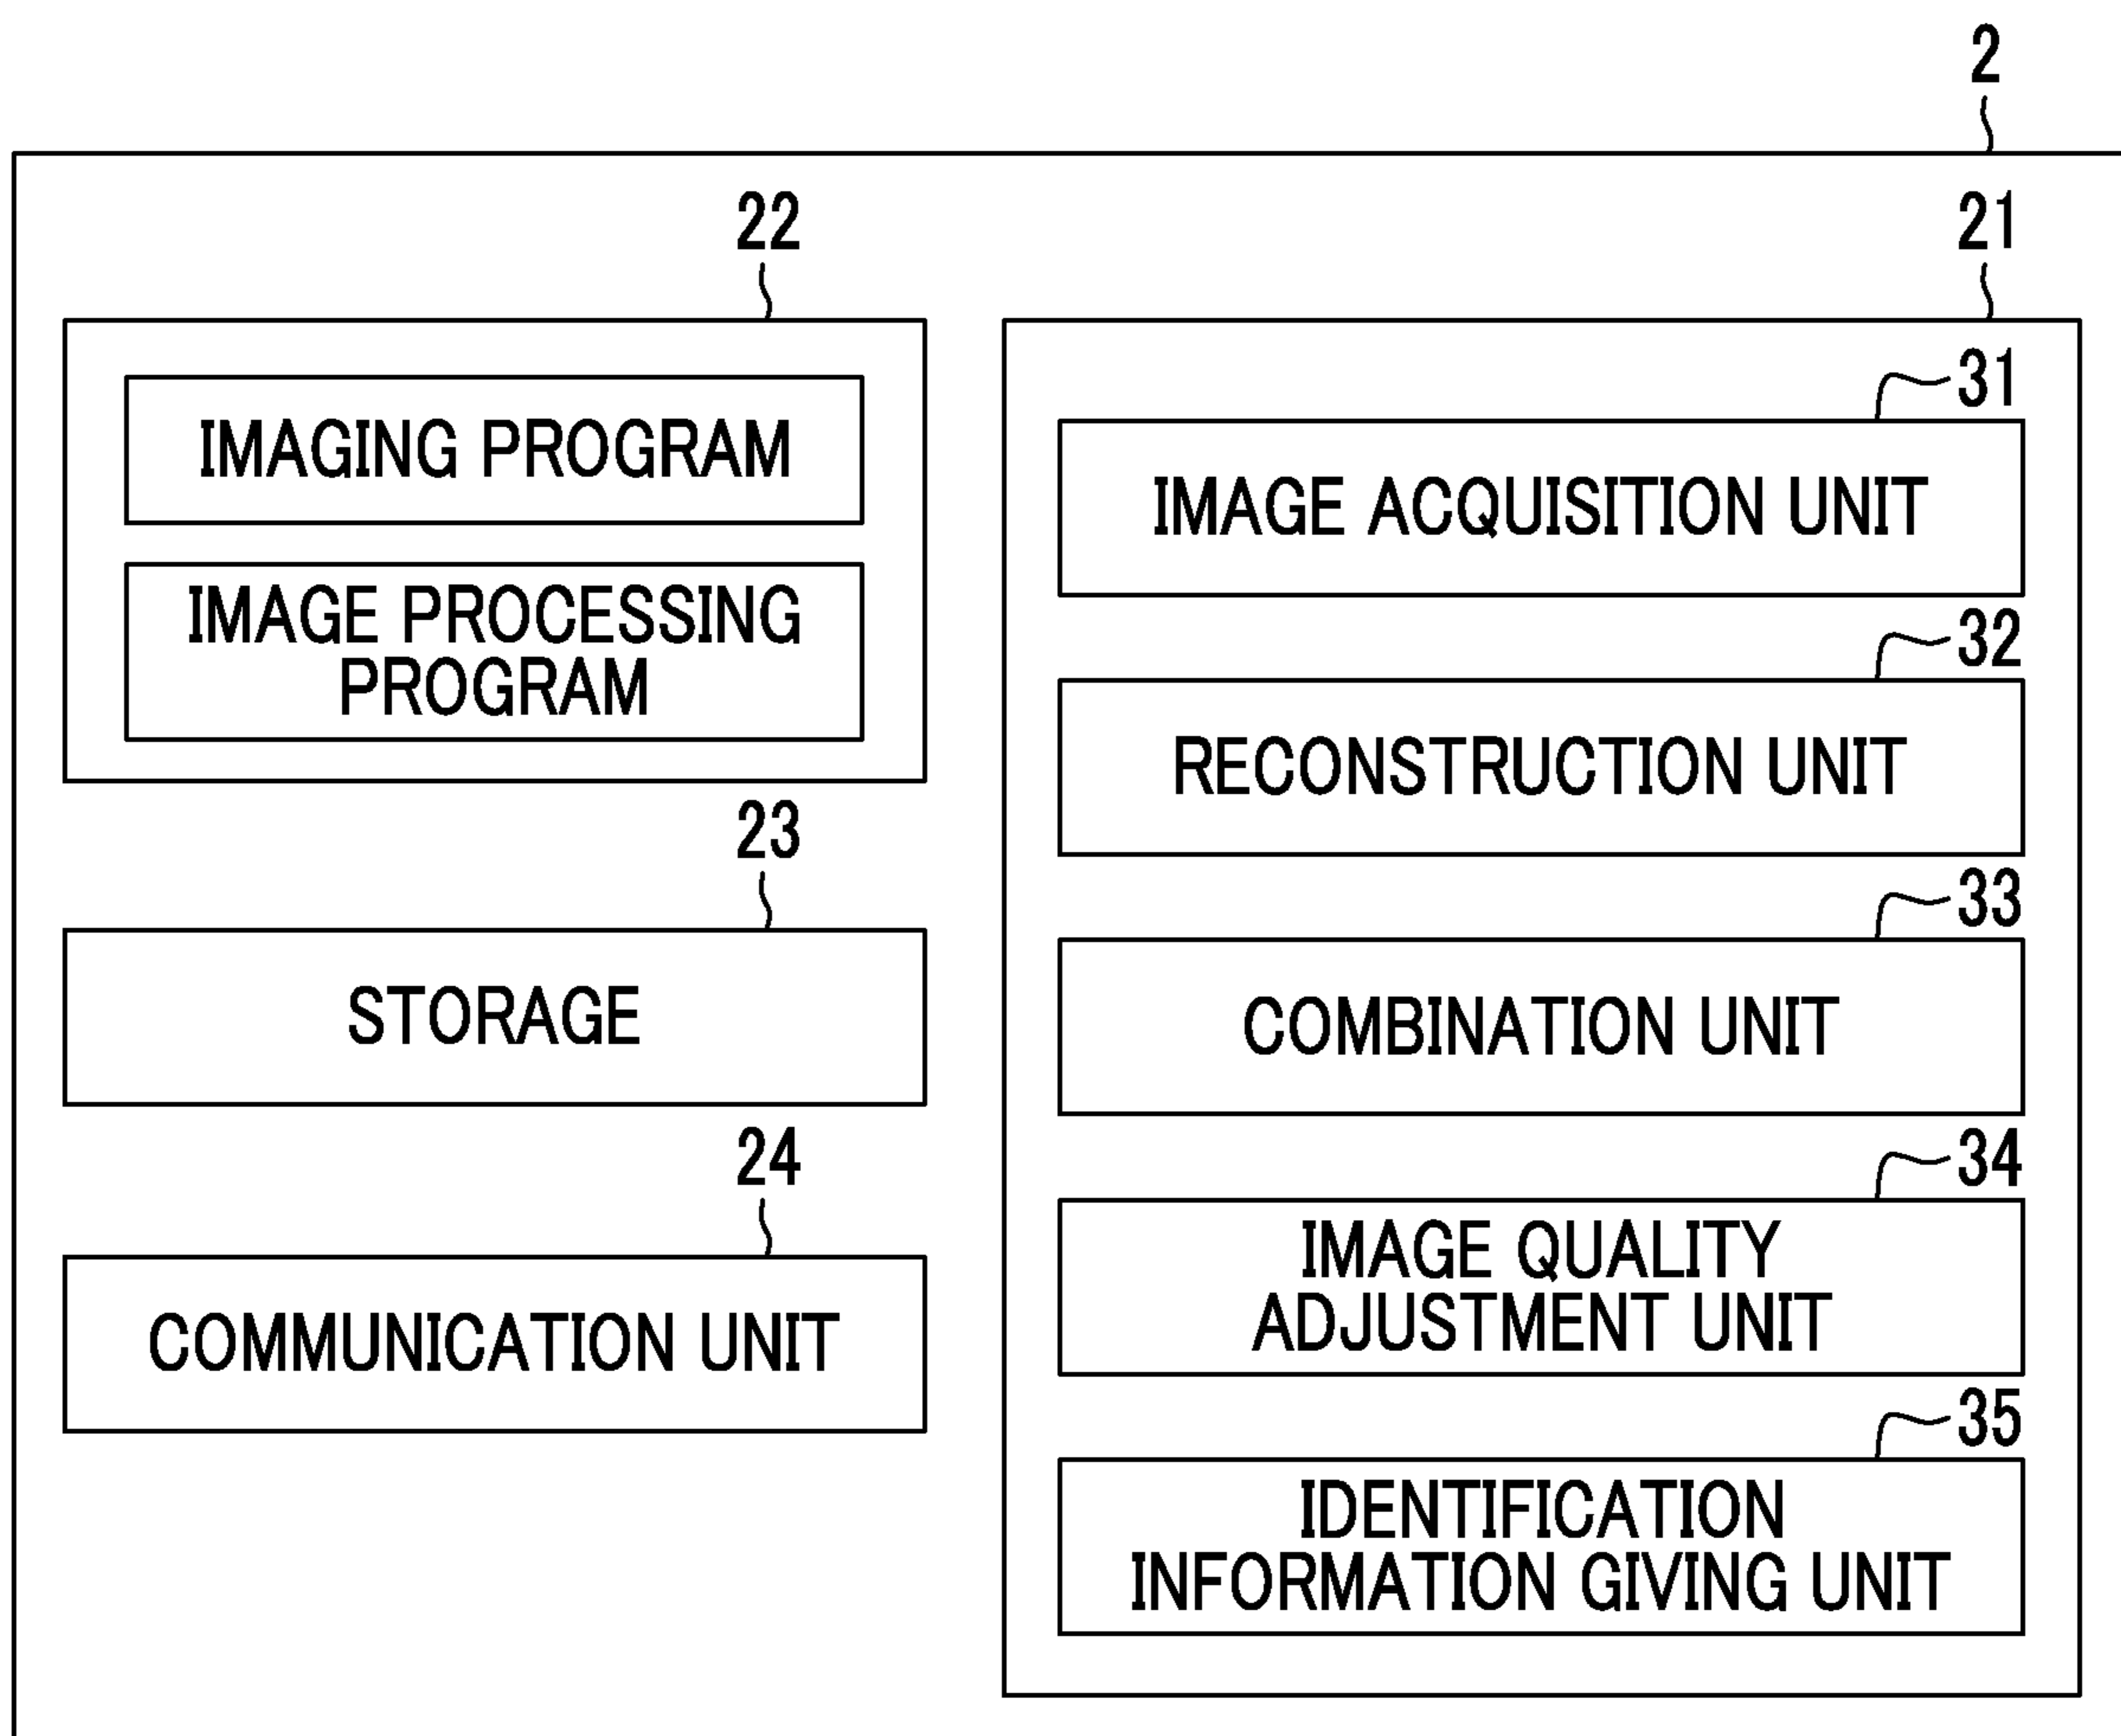 2
22
IMAGING PROGRAM
IMAGE PROCESSING
PROGRAM
23
STORAGE
24
COMMUNICATION UNIT
21
31
IMAGE ACQUISITION UNIT
32
RECONSTRUCTION UNIT
33
COMBINATION UNIT
34
IMAGE QUALITY
ADJUSTMENT UNIT
35
IDENTIFICATION
INFORMATION GIVING UNIT